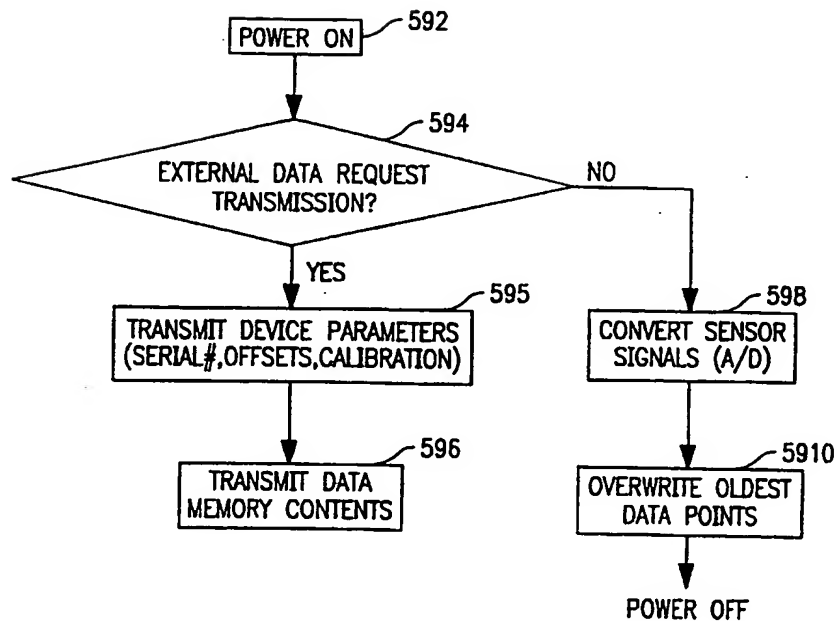 POWER ON
592
594
EXTERNAL DATA REQUEST
TRANSMISSION?
NO
YES
595
TRANSMIT DEVICE PARAMETERS
(SERIAL#,OFFSETS,CALIBRATION)
598
CONVERT SENSOR
SIGNALS (A/D)
596
TRANSMIT DATA
MEMORY CONTENTS
5910
OVERWRITE OLDEST
DATA POINTS
POWER OFF